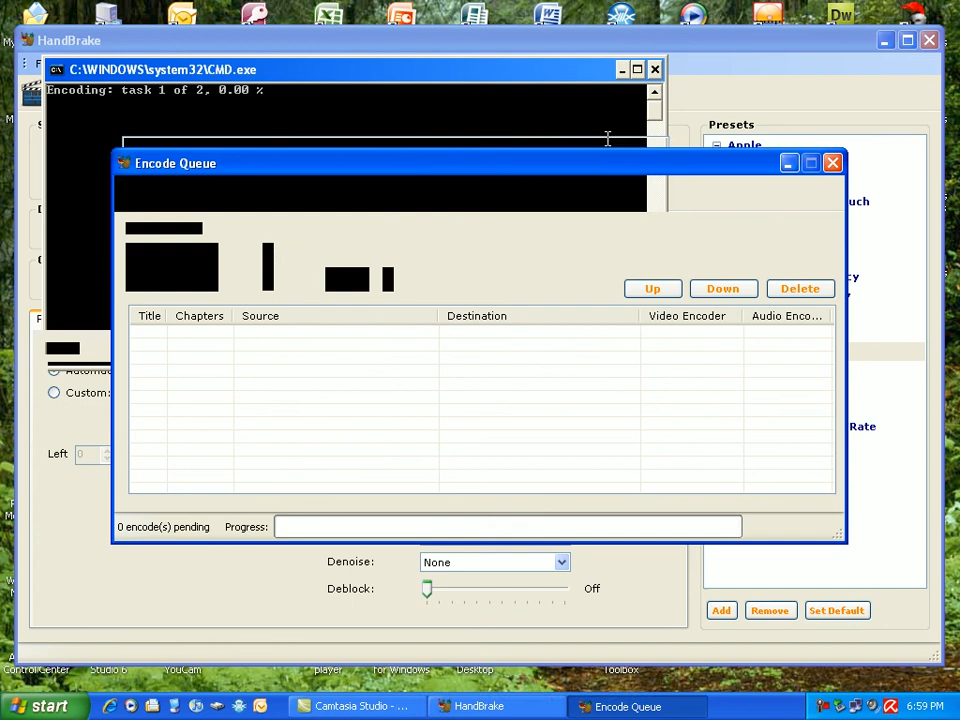 HandBrake
C:\WINDOWS\system32\CMD.exe
Encoding: task 1 of 2, 0.00 %
Presets
Apple
Encode Queue
Up
Down
Delete
Title
Chapters
Source
Destination
Video Encoder
Audio Enco...
Custom:
Left
0
Rate
0 encode(s) pending
Progress:
Denoise:
None
Deblock:
Off
Add
Remove
Set Default
Studio 6
YouCam
player
for Windows
Desktop
Toolbox
start
Camtasia Studio - ...
HandBrake
Encode Queue
6:59 PM